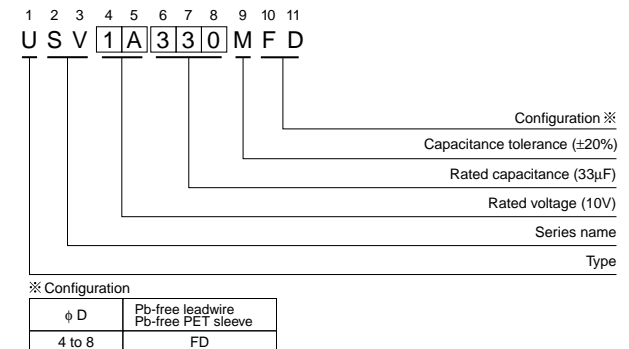 1 2 3 4 5 6 7 8 9 10 11
U S V 1 A 3 3 0 M F D
Configuration ※
Capacitance tolerance (±20%)
Rated capacitance (33µF)
Rated voltage (10V)
Series name
Type
※ Configuration
ϕ D
Pb-free leadwire
Pb-free PET sleeve
4 to 8
FD